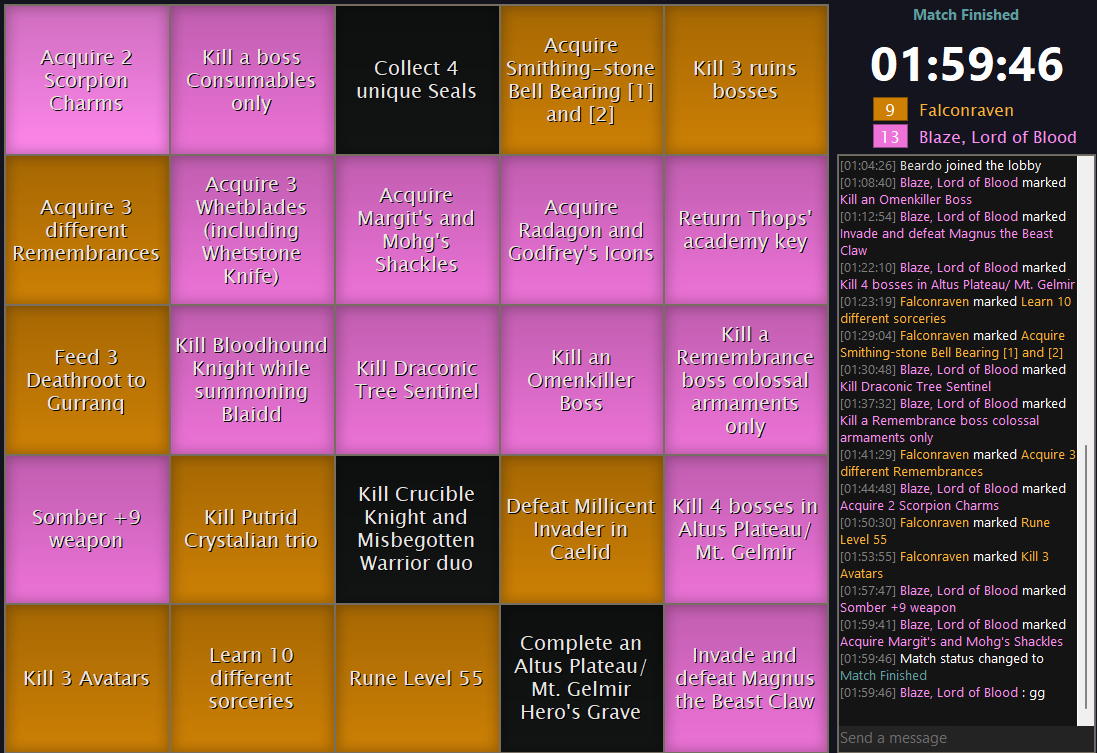 Acquire 2
Scorpion
Charms
Kill a boss
Consumables
only
Collect 4
unique Seals
Acquire
Smithing-stone
Bell Bearing [1]
and [2]
Kill 3 ruins
bosses
Acquire 3
different
Remembrances
Acquire 3
Whetblades
(including
Whetstone
Knife)
Acquire
Margit's and
Mohg's
Shackles
Acquire
Radagon and
Godfrey's Icons
Return Thops'
academy key
Feed 3
Deathroot to
Gurranq
Kill Bloodhound
Knight while
summoning
Blaidd
Kill Draconic
Tree Sentinel
Kill an
Omenkiller
Boss
Kill a
Remembrance
boss colossal
armaments
only
Somber +9
weapon
Kill Putrid
Crystalian trio
Kill Crucible
Knight and
Misbegotten
Warrior duo
Defeat Millicent
Invader in
Caelid
Kill 4 bosses in
Altus Plateau/
Mt. Gelmir
Kill 3 Avatars
Learn 10
different
sorceries
Rune Level 55
Complete an
Altus Plateau/
Mt. Gelmir
Hero's Grave
Invade and
defeat Magnus
the Beast Claw
Match Finished
01:59:46
9 Falconraven
13 Blaze, Lord of Blood
[01:04:26] Beardo joined the lobby
[01:08:40] Blaze, Lord of Blood marked
Kill an Omenkiller Boss
[01:12:54] Blaze, Lord of Blood marked
Invade and defeat Magnus the Beast
Claw
[01:22:10] Blaze, Lord of Blood marked
Kill 4 bosses in Altus Plateau/ Mt. Gelmir
[01:23:19] Falconraven marked Learn 10
different sorceries
[01:29:04] Falconraven marked Acquire
Smithing-stone Bell Bearing [1] and [2]
[01:30:48] Blaze, Lord of Blood marked
Kill Draconic Tree Sentinel
[01:37:32] Blaze, Lord of Blood marked
Kill a Remembrance boss colossal
armaments only
[01:41:29] Falconraven marked Acquire 3
different Remembrances
[01:44:48] Blaze, Lord of Blood marked
Acquire 2 Scorpion Charms
[01:50:30] Falconraven marked Rune
Level 55
[01:53:55] Falconraven marked Kill 3
Avatars
[01:57:47] Blaze, Lord of Blood marked
Somber +9 weapon
[01:59:41] Blaze, Lord of Blood marked
Acquire Margit's and Mohg's Shackles
[01:59:46] Match status changed to
Match Finished
[01:59:46] Blaze, Lord of Blood : gg
Send a message